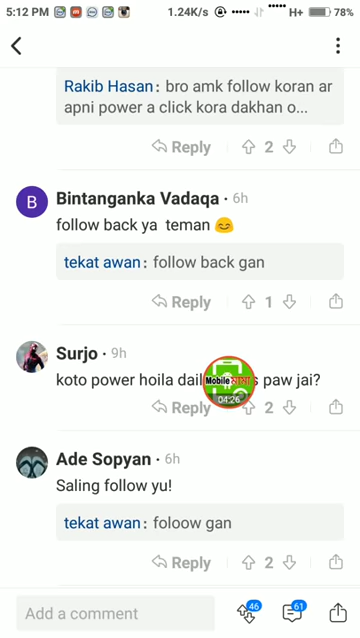 5:12 PM 1.24K/s H+ 78%
Rakib Hasan: bro amk follow koran ar
apni power a click kora dakhan o...
Reply 2
B Bintanganka Vadaqa · 6h
follow back ya teman 😊
tekat awan: follow back gan
Reply 1
Surjo · 9h
koto power hoila dail paw jai?
Mobile মামা
04:26
Reply 2
Ade Sopyan · 6h
Saling follow yu!
tekat awan: foloow gan
Reply 2
Add a comment 46 61